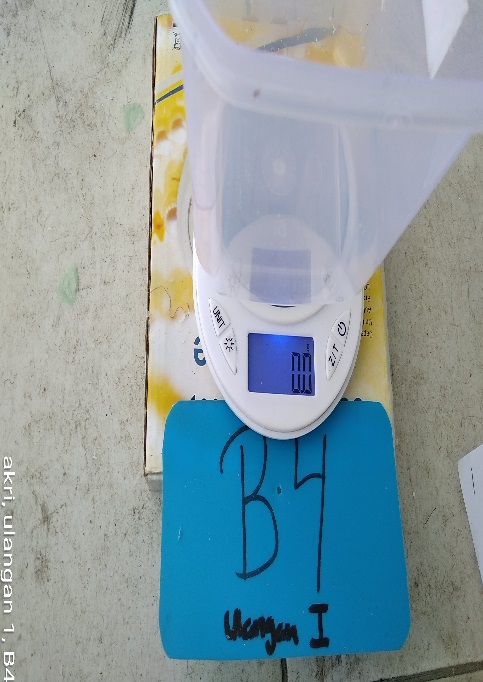 UNIT
Z/T
0.0
B4
Ulangan I
akri, ulangan 1, B4